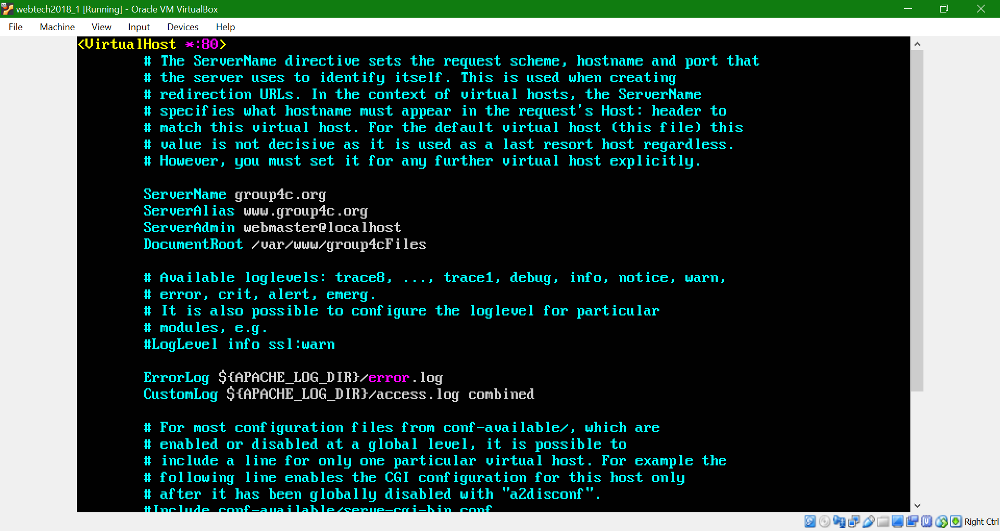 webtech2018_1 [Running] - Oracle VM VirtualBox
File Machine View Input Devices Help
<VirtualHost *:80>
# The ServerName directive sets the request scheme, hostname and port that
# the server uses to identify itself. This is used when creating
# redirection URLs. In the context of virtual hosts, the ServerName
# specifies what hostname must appear in the request's Host: header to
# match this virtual host. For the default virtual host (this file) this
# value is not decisive as it is used as a last resort host regardless.
# However, you must set it for any further virtual host explicitly.
ServerName group4c.org
ServerAlias www.group4c.org
ServerAdmin webmaster@localhost
DocumentRoot /var/www/group4cFiles
# Available loglevels: trace8, ..., trace1, debug, info, notice, warn,
# error, crit, alert, emerg.
# It is also possible to configure the loglevel for particular
# modules, e.g.
#LogLevel info ssl:warn
ErrorLog ${APACHE_LOG_DIR}/error.log
CustomLog ${APACHE_LOG_DIR}/access.log combined
# For most configuration files from conf-available/, which are
# enabled or disabled at a global level, it is possible to
# include a line for only one particular virtual host. For example the
# following line enables the CGI configuration for this host only
# after it has been globally disabled with "a2disconf".
#Include conf-available/serve-cgi-bin.conf
Right Ctrl